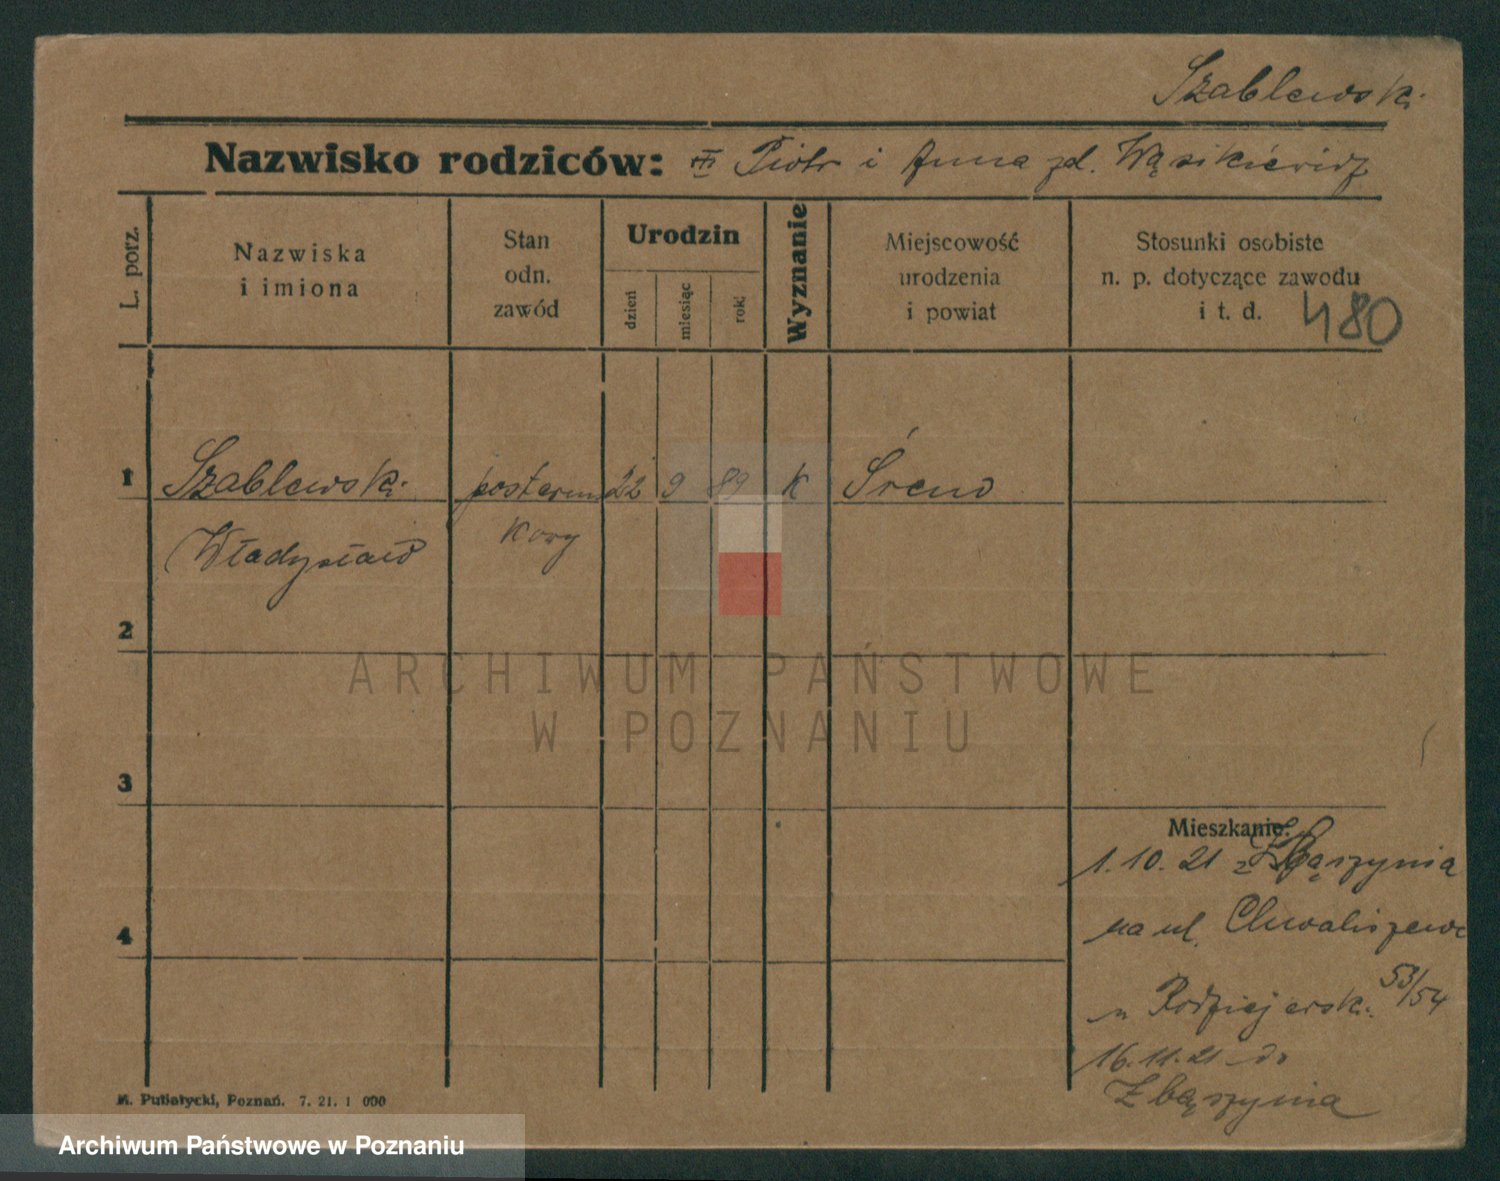 Szablewski
Nazwisko rodziców: Piotr i Anna zd. Wąsikiewicz
L. porz.
Nazwiska
i imiona
Stan
odn.
zawód
Urodzin
dzień
miesiąc
rok
Wyznanie
Miejscowość
urodzenia
i powiat
Stosunki osobiste
n. p. dotyczące zawodu
i t. d.
480
1 Szablewski posterun 22 9 89 K Śrem
Władysław kowy
2
ARCHIWUM PAŃSTWOWE
W POZNANIU
3
Mieszkanie:
1.10.21 z Zbąszynia
4
na ul. Chwaliszewo
53/54
u
16.11.21 do
Zbąszynia
M. Putiatycki, Poznań. 7. 21. 1 000
Archiwum Państwowe w Poznaniu